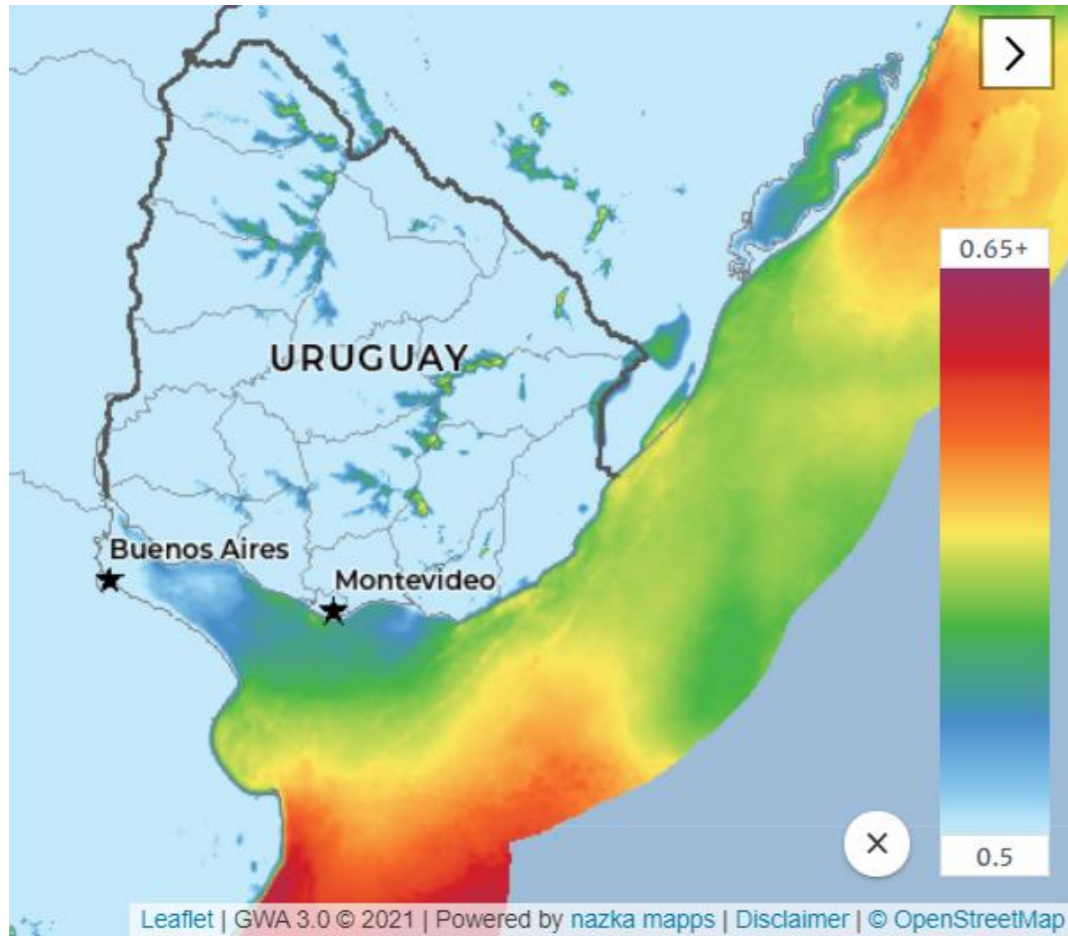 0.65+
URUGUAY
Buenos Aires
Montevideo
0.5
Leaflet | GWA 3.0 © 2021 | Powered by nazka mapps | Disclaimer | © OpenStreetMap